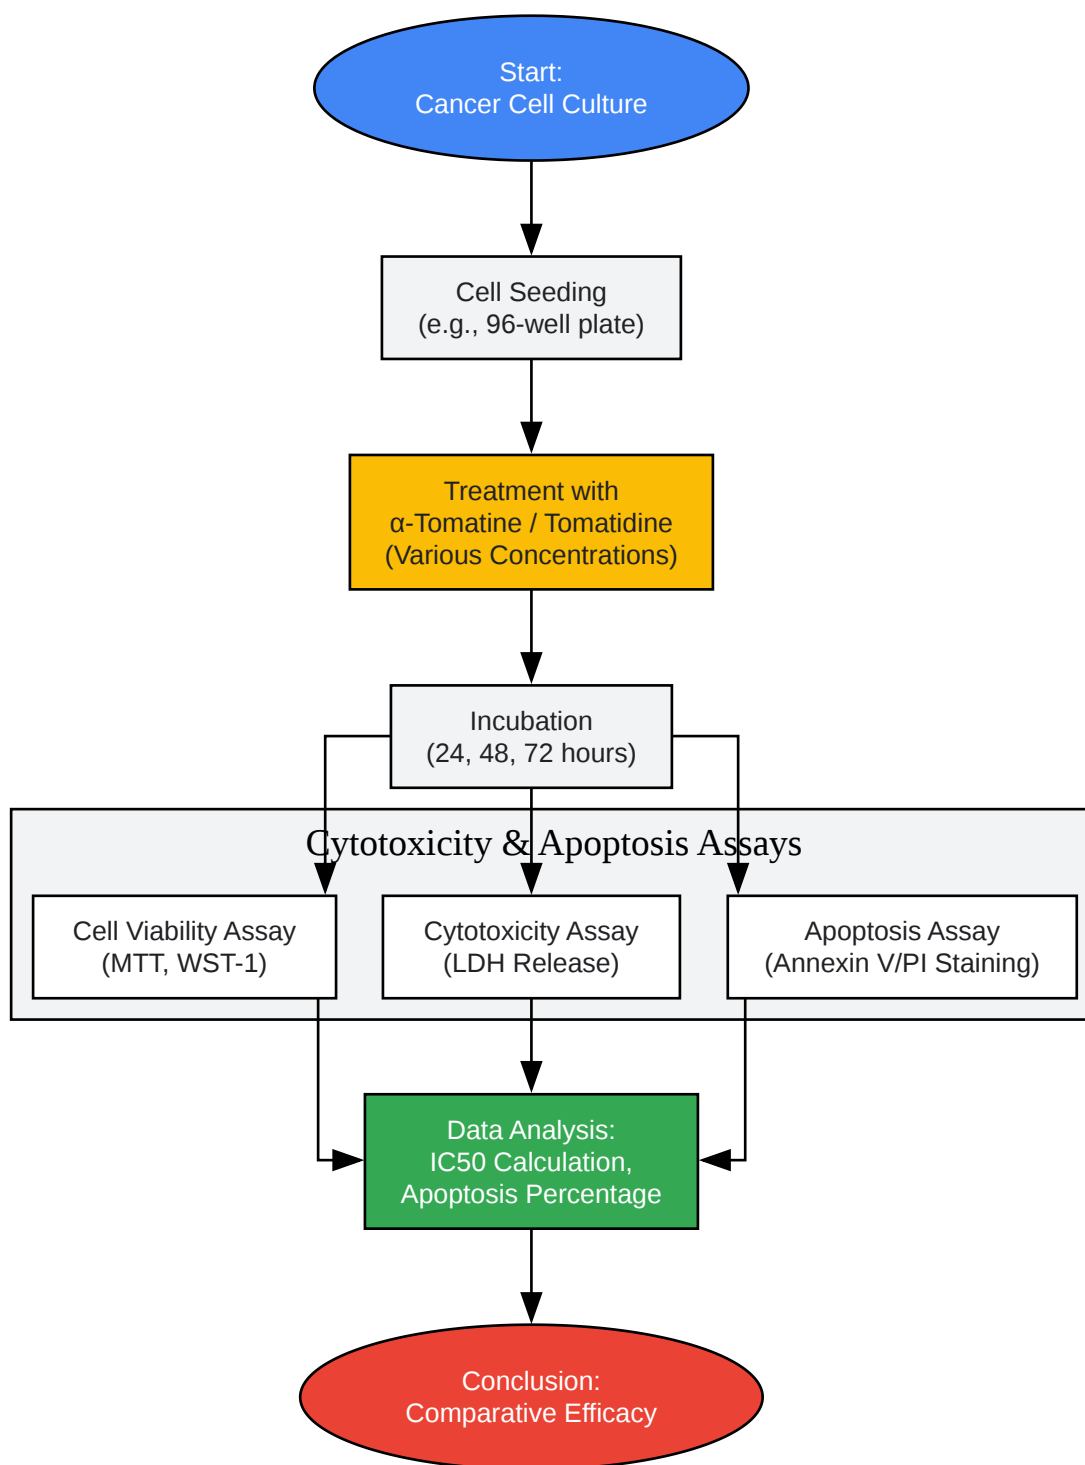 Start:
Cancer Cell Culture
Cell Seeding
(e.g., 96-well plate)
Treatment with
α-Tomatine / Tomatidine
(Various Concentrations)
Incubation
(24, 48, 72 hours)
Cytotoxicity & Apoptosis Assays
Cell Viability Assay
(MTT, WST-1)
Cytotoxicity Assay
(LDH Release)
Apoptosis Assay
(Annexin V/PI Staining)
Data Analysis:
IC50 Calculation,
Apoptosis Percentage
Conclusion:
Comparative Efficacy